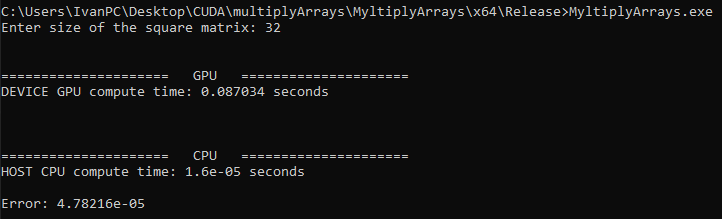 C:\Users\IvanPC\Desktop\CUDA\multiplyArrays\MyltiplyArrays\x64\Release>MyltiplyArrays.exe
Enter size of the square matrix: 32
===================== GPU =====================
DEVICE GPU compute time: 0.087034 seconds
===================== CPU =====================
HOST CPU compute time: 1.6e-05 seconds
Error: 4.78216e-05